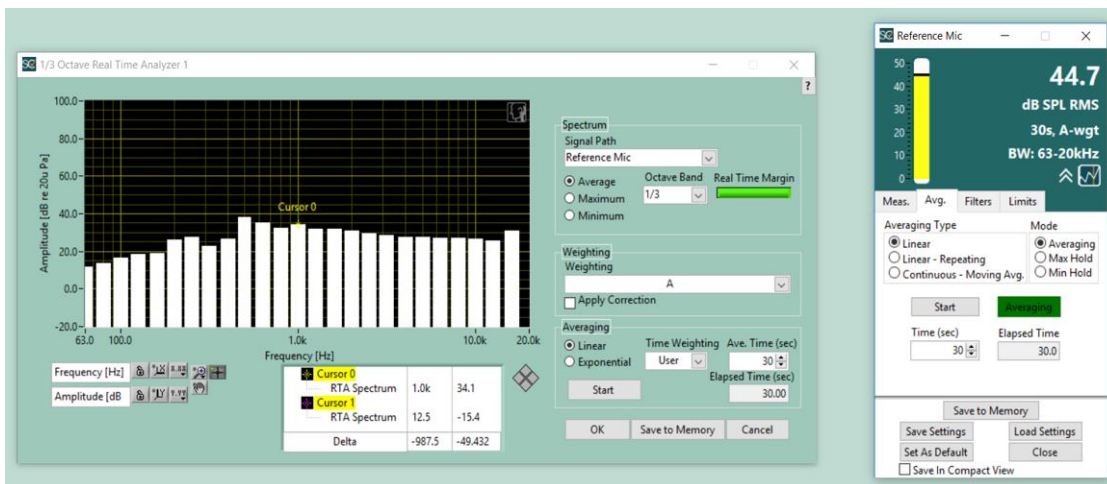 1/3 Octave Real Time Analyzer 1
?
100.0
80.0
60.0
40.0
20.0
0.0
-20.0
Amplitude [dB re 20u Pa]
Cursor 0
63.0 100.0 1.0k 10.0k 20.0k
Frequency [Hz]
Frequency [Hz]
Amplitude [dB
Cursor 0
RTA Spectrum 1.0k 34.1
Cursor 1
RTA Spectrum 12.5 -15.4
Delta -987.5 -49.432
Spectrum
Signal Path
Reference Mic
Average
Maximum
Minimum
Octave Band Real Time Margin
1/3
Weighting
Weighting
A
Apply Correction
Averaging
Linear
Exponential
Time Weighting Ave. Time (sec)
User 30
Elapsed Time (sec)
Start 30.00
OK Save to Memory Cancel
SC Reference Mic
50
40
30
20
10
0
44.7
dB SPL RMS
30s, A-wgt
BW: 63-20kHz
Meas. Avg. Filters Limits
Averaging Type
Linear
Linear - Repeating
Continuous - Moving Avg.
Mode
Averaging
Max Hold
Min Hold
Start Averaging
Time (sec) Elapsed Time
30 30.0
Save to Memory
Save Settings Load Settings
Set As Default Close
Save In Compact View